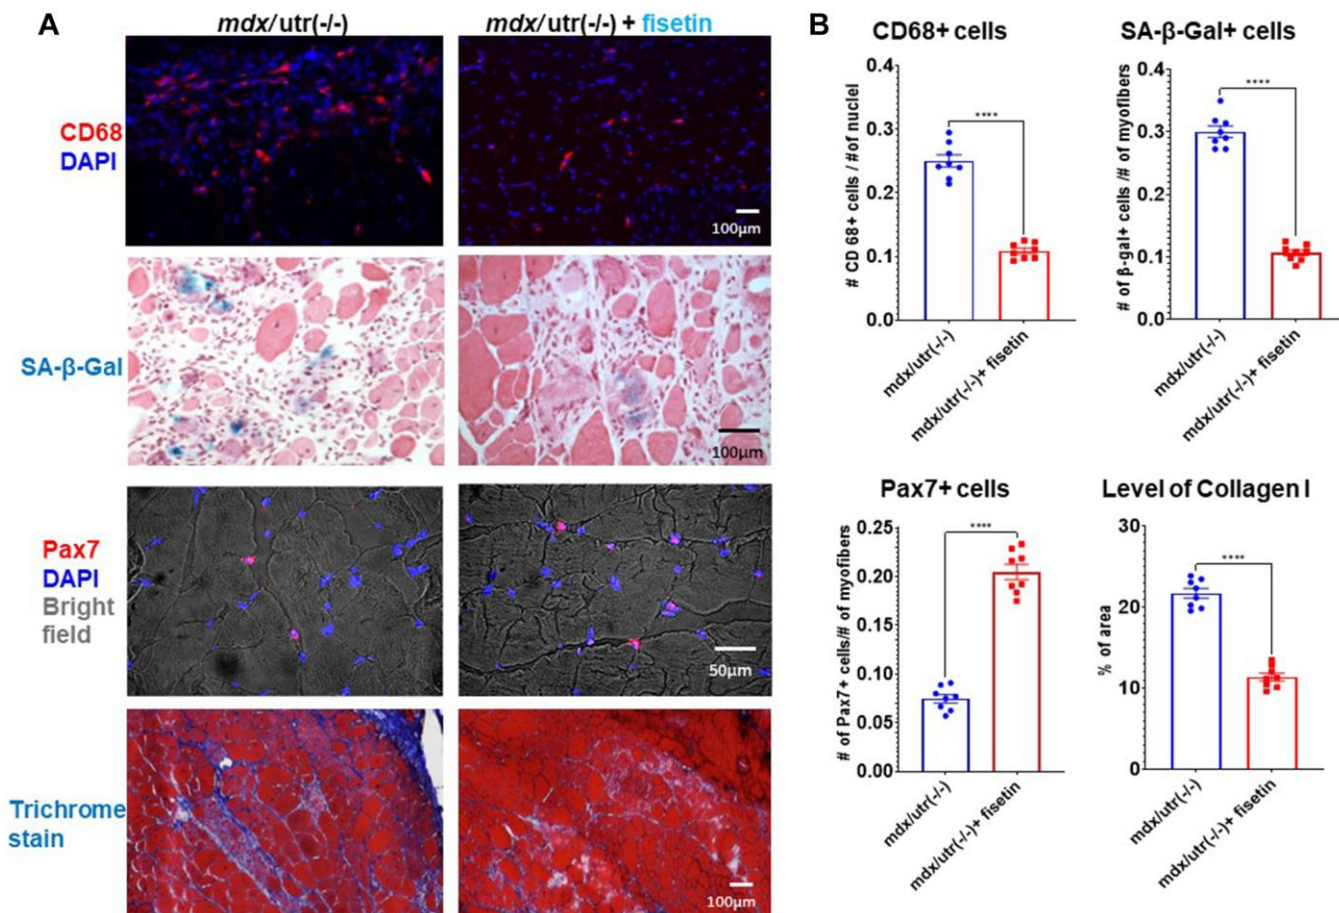 A
mdx/utr(-/-)
mdx/utr(-/-) + fisetin
CD68
DAPI
100µm
SA-β-Gal
100µm
Pax7
DAPI
Bright
field
50µm
Trichrome
stain
100µm
B
CD68+ cells
# CD 68+ cells / #of nuclei
0.4
0.3
0.2
0.1
0.0
****
mdx/utr(-/-)
mdx/utr(-/-)+ fisetin
SA-β-Gal+ cells
# of β-gal+ cells /# of myofibers
0.4
0.3
0.2
0.1
0.0
****
mdx/utr(-/-)
mdx/utr(-/-)+ fisetin
Pax7+ cells
# of Pax7+ cells/# of myofibers
0.25
0.20
0.15
0.10
0.05
0.00
****
mdx/utr(-/-)
mdx/utr(-/-)+ fisetin
Level of Collagen I
% of area
30
20
10
0
****
mdx/utr(-/-)
mdx/utr(-/-)+ fisetin